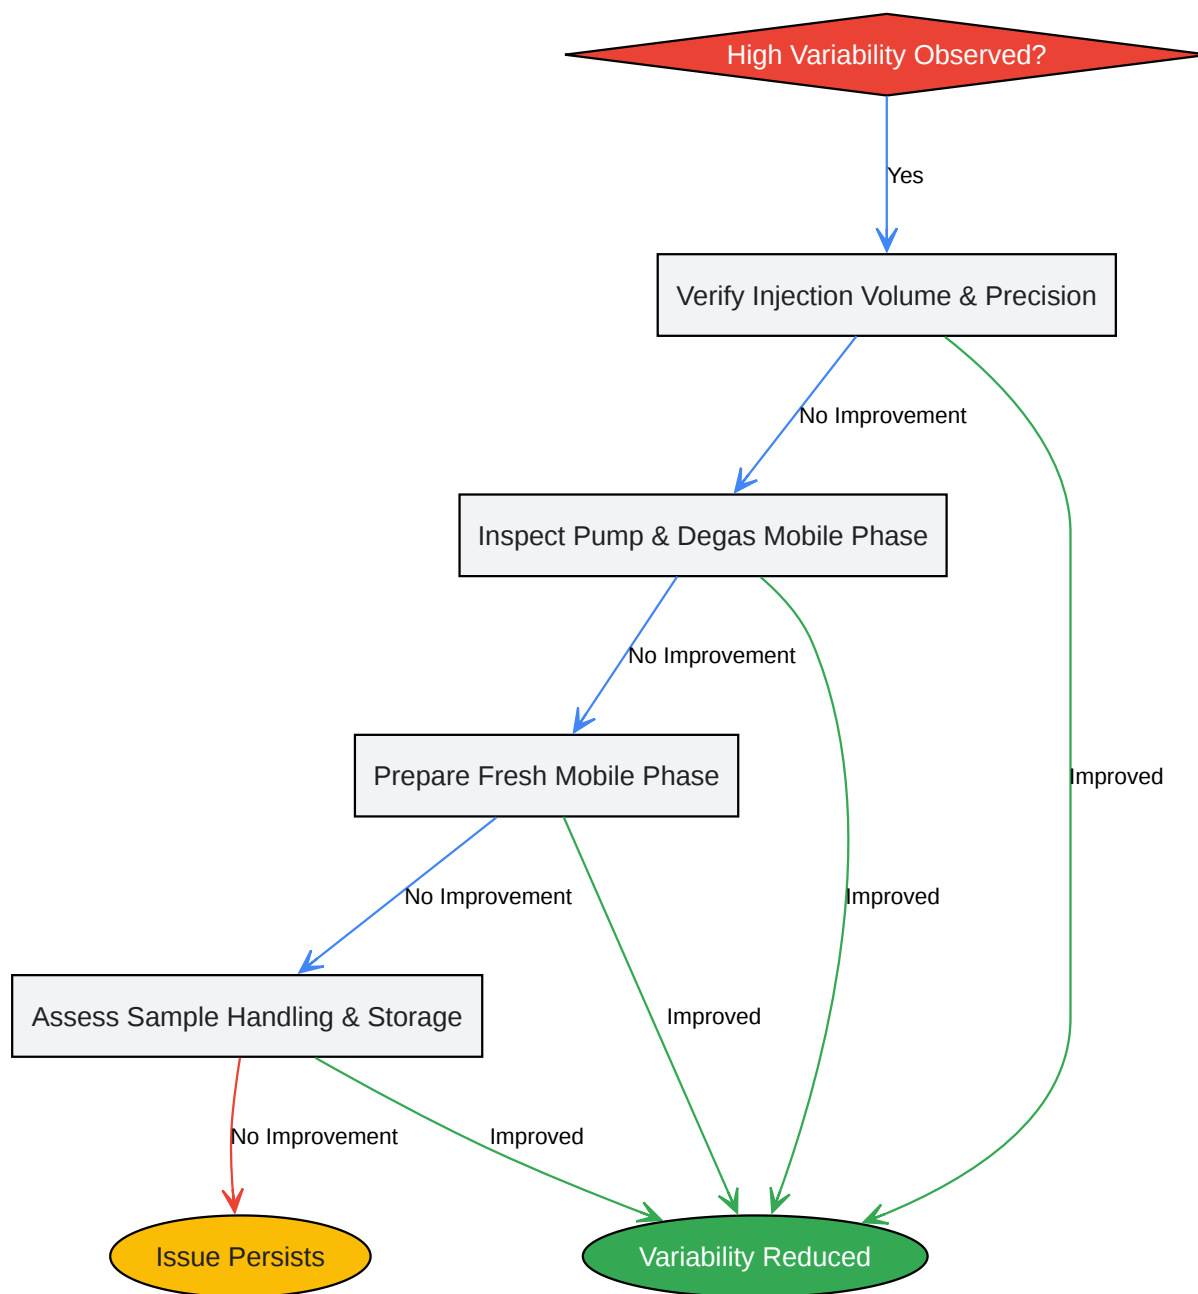 High Variability Observed?
Yes
Verify Injection Volume & Precision
No Improvement
Inspect Pump & Degas Mobile Phase
No Improvement
Prepare Fresh Mobile Phase
Improved
No Improvement
Improved
Assess Sample Handling & Storage
Improved
No Improvement
Improved
Issue Persists
Variability Reduced